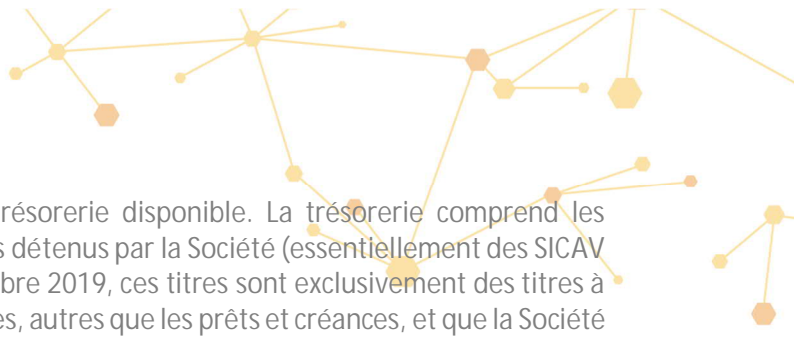 résorerie disponible. La trésorerie comprend les
s détenus par la Société (essentiellement des SICAV
bre 2019, ces titres sont exclusivement des titres à
es, autres que les prêts et créances, et que la Société